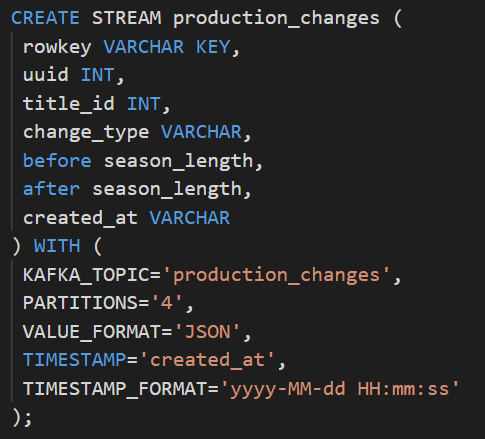 CREATE STREAM production_changes (
rowkey VARCHAR KEY,
uuid INT,
title_id INT,
change_type VARCHAR,
before season_length,
after season_length,
created_at VARCHAR
) WITH (
KAFKA_TOPIC='production_changes',
PARTITIONS='4',
VALUE_FORMAT='JSON',
TIMESTAMP='created_at',
TIMESTAMP_FORMAT='yyyy-MM-dd HH:mm:ss'
);